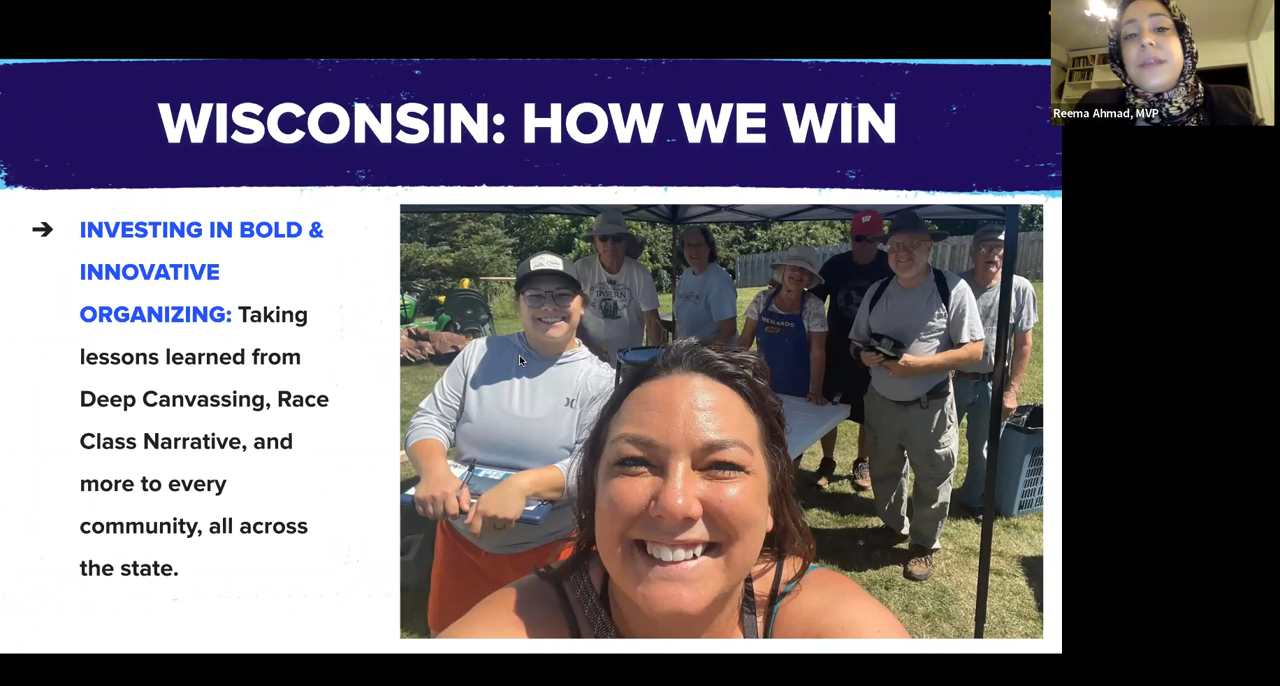 WISCONSIN: HOW WE WIN
Reema Ahmad, MVP
➔ INVESTING IN BOLD &
INNOVATIVE
ORGANIZING: Taking
lessons learned from
Deep Canvassing, Race
Class Narrative, and
more to every
community, all across
the state.
MENARDS
W